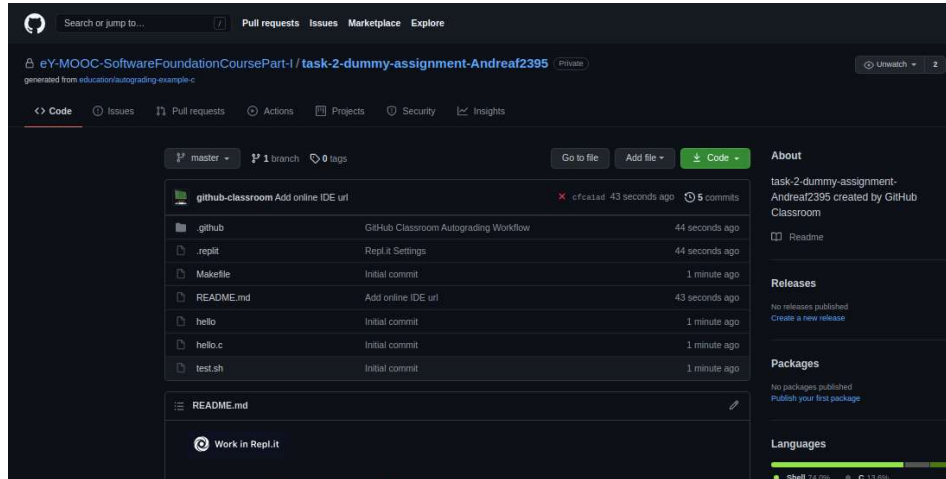 Search or jump to... / Pull requests Issues Marketplace Explore
eY-MOOC-SoftwareFoundationCoursePart-I / task-2-dummy-assignment-Andreaf2395 Private
Unwatch 2
generated from education/autograding-example-c
Code Issues Pull requests Actions Projects Security Insights
master 1 branch 0 tags Go to file Add file Code
github-classroom Add online IDE url cfca1ad 43 seconds ago 5 commits
.github GitHub Classroom Autograding Workflow 44 seconds ago
.replit Repl.it Settings 44 seconds ago
Makefile Initial commit 1 minute ago
README.md Add online IDE url 43 seconds ago
hello Initial commit 1 minute ago
hello.c Initial commit 1 minute ago
test.sh Initial commit 1 minute ago
README.md
Work in Repl.it
About
task-2-dummy-assignment-
Andreaf2395 created by GitHub
Classroom
Readme
Releases
No releases published
Create a new release
Packages
No packages published
Publish your first package
Languages
Shell 74.0% C 13.6%